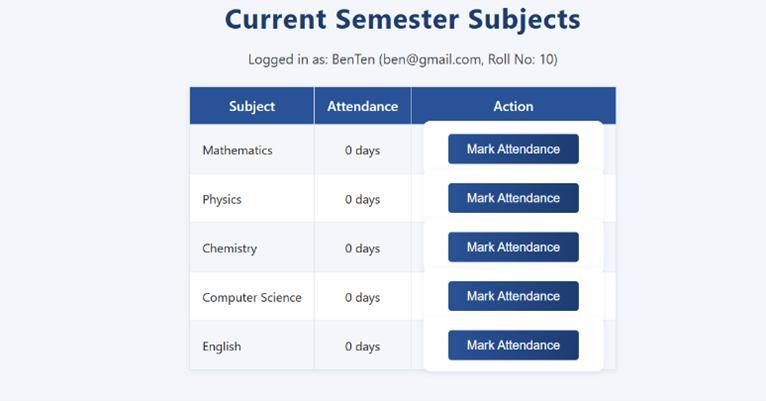 Current Semester Subjects
Logged in as: BenTen (ben@gmail.com, Roll No: 10)
Subject Attendance Action
Mathematics 0 days Mark Attendance
Physics 0 days Mark Attendance
Chemistry 0 days Mark Attendance
Computer Science 0 days Mark Attendance
English 0 days Mark Attendance